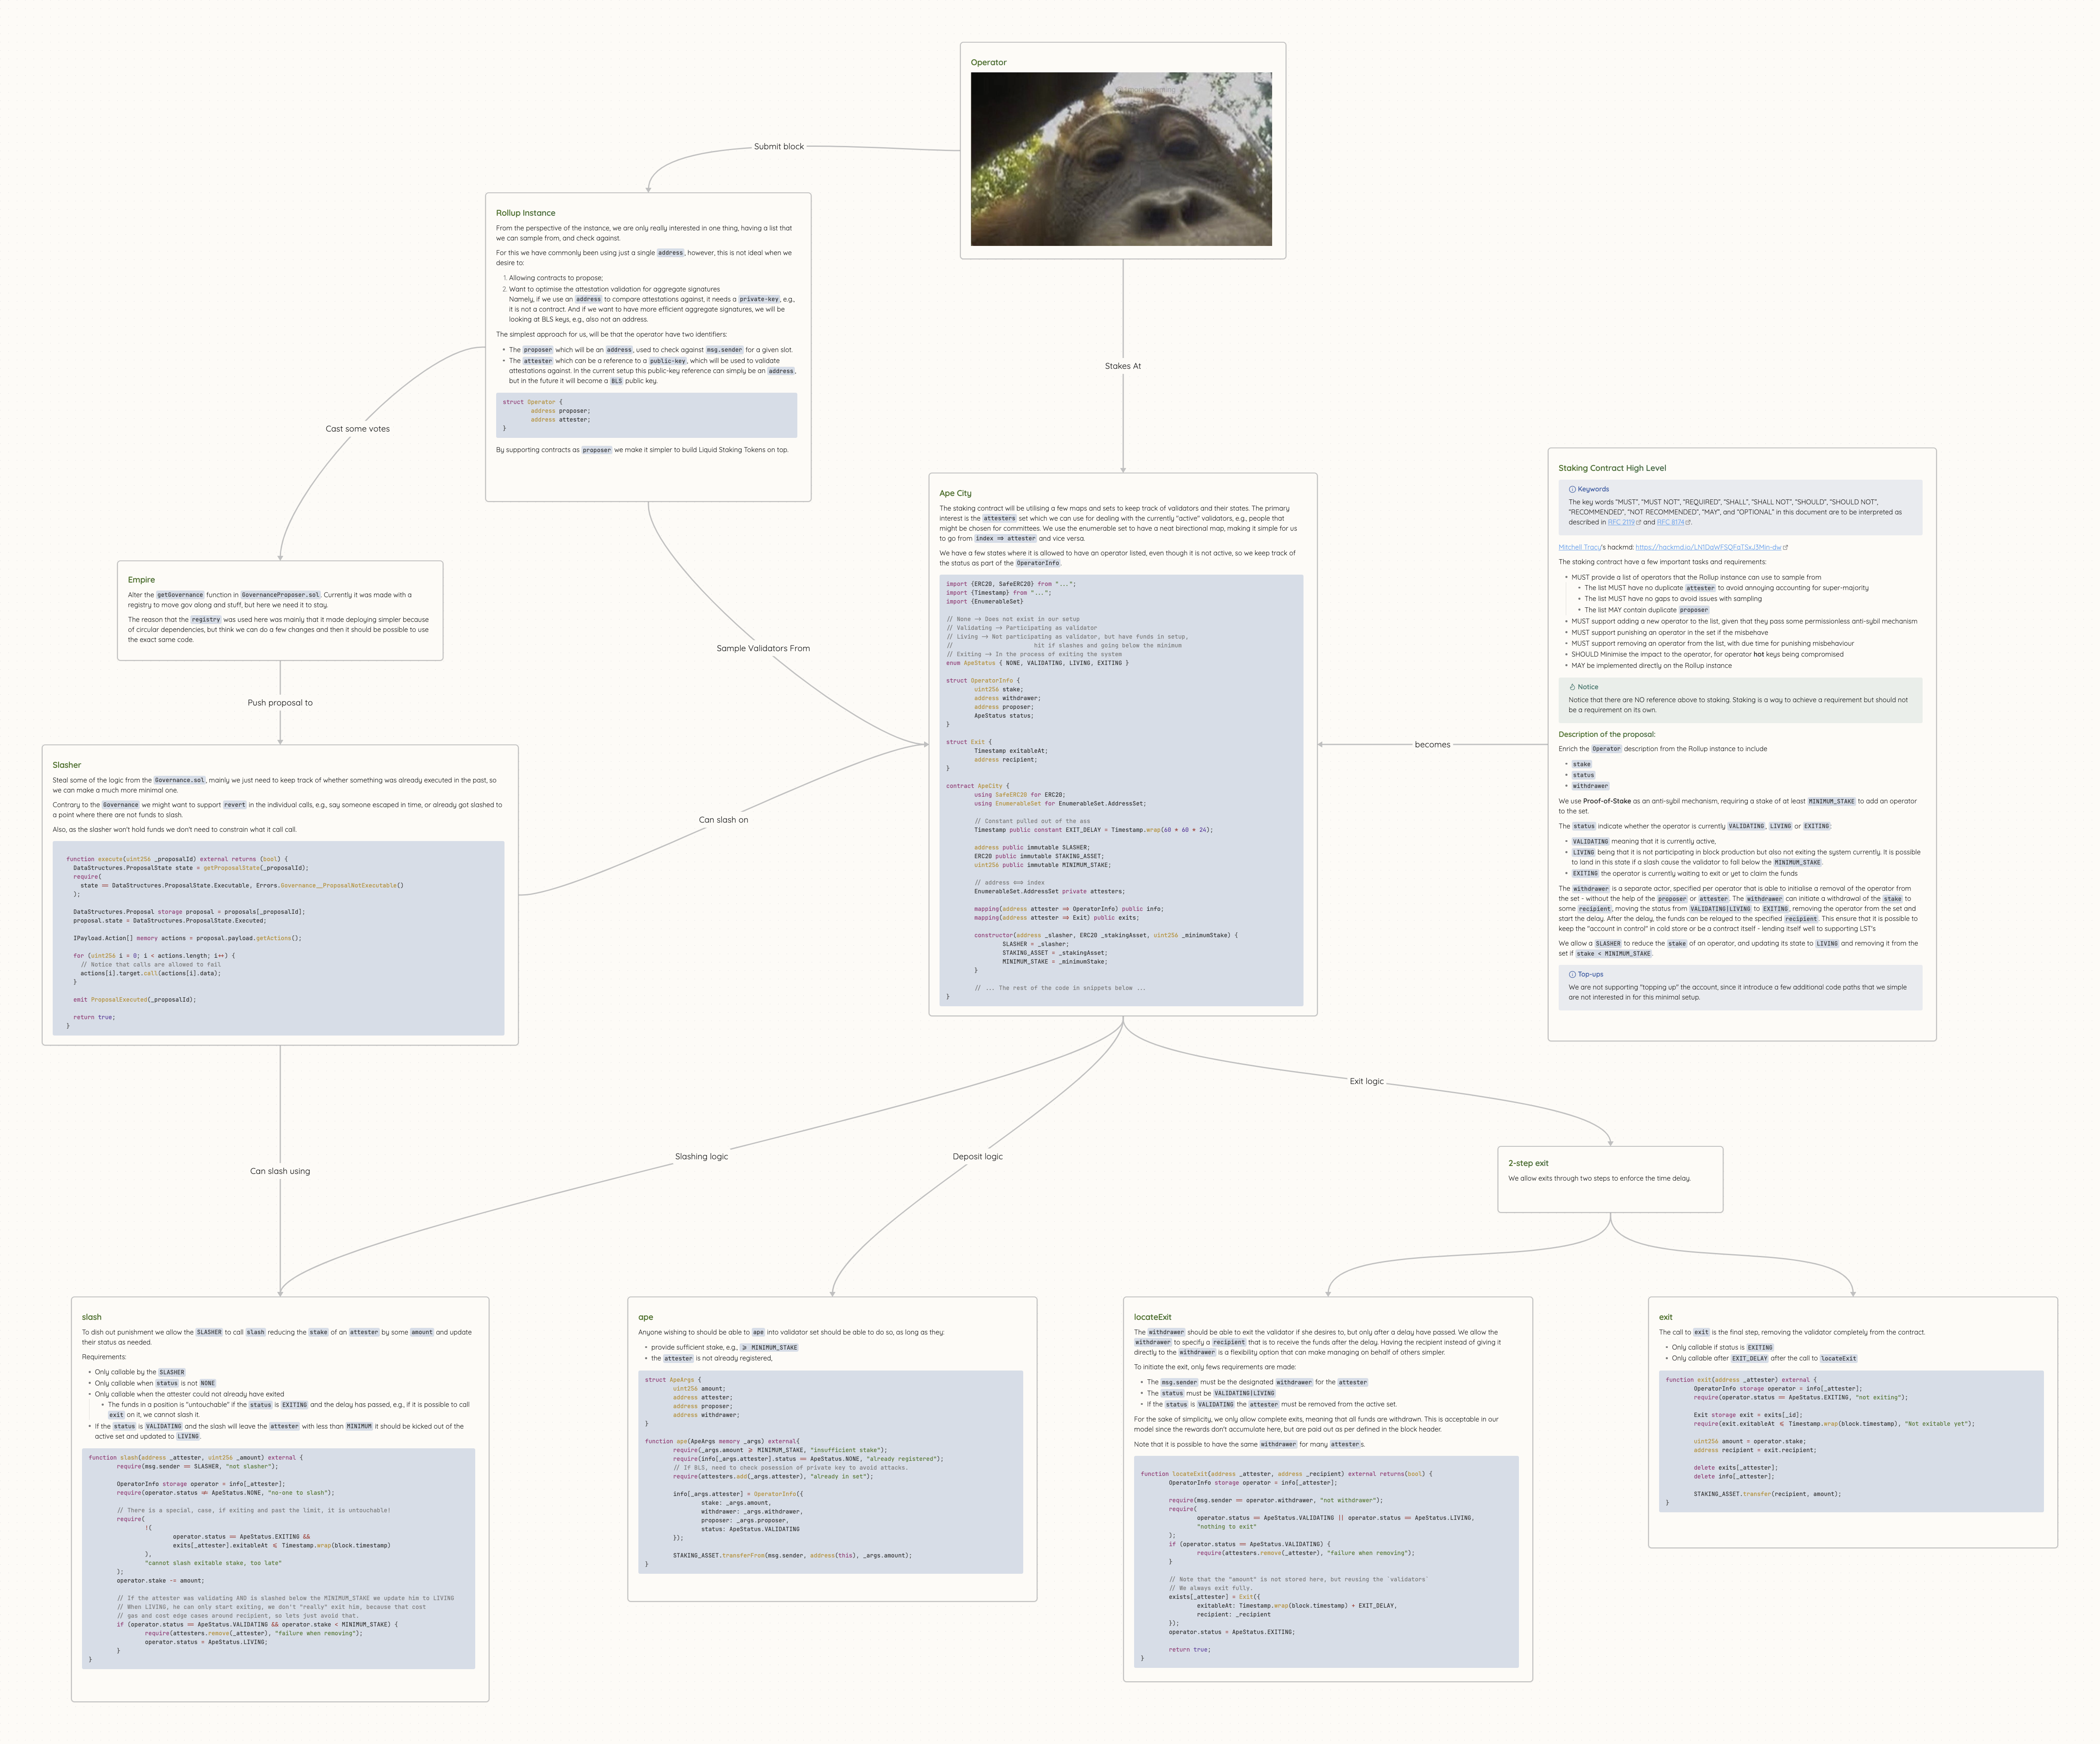 Operator
Submit block
Rollup Instance
From the perspective of the instance, we are only really interested in one thing, having a list that
we can sample from, and check against.
For this we have commonly been using just a single address, however, this is not ideal when we
desire to:
1. Allowing contracts to propose;
2. Want to optimise the attestation validation for aggregate signatures
Namely, if we use an address to compare attestations against, it needs a private-key, e.g.,
it is not a contract. And if we want to have more efficient aggregate signatures, we will be
looking at BLS keys, e.g., also not an address.
The simplest approach for us, will be that the operator have two identifiers:
• The proposer which will be an address, used to check against msg.sender for a given slot.
• The attester which can be a reference to a public-key, which will be used to validate
attestations against. In the current setup this public-key reference can simply be an address,
but in the future it will become a BLS public key.
struct Operator {
address proposer;
address attester;
}
By supporting contracts as proposer we make it simpler to build Liquid Staking Tokens on top.
Stakes At
Cast some votes
Empire
Alter the getGovernance function in GovernanceProposer.sol. Currently it was made with a
registry to move gov along and stuff, but here we need it to stay.
The reason that the registry was used here was mainly that it made deploying simpler because
of circular dependencies, but think we can do a few changes and then it should be possible to use
the exact same code.
Sample Validators From
Push proposal to
Slasher
Steal some of the logic from the Governance.sol, mainly we just need to keep track of whether something was already executed in the past, so
we can make a much more minimal one.
Contrary to the Governance we might want to support revert in the individual calls, e.g., say someone escaped in time, or already got slashed to
a point where there are not funds to slash.
Also, as the slasher won't hold funds we don't need to constrain what it call call.
function execute(uint256 _proposalId) external returns (bool) {
DataStructures.ProposalState state = getProposalState(_proposalId);
require(
state == DataStructures.ProposalState.Executable, Errors.Governance__ProposalNotExecutable()
);
DataStructures.Proposal storage proposal = proposals[_proposalId];
proposal.state = DataStructures.ProposalState.Executed;
IPayload.Action[] memory actions = proposal.payload.getActions();
for (uint256 i = 0; i < actions.length; i++) {
// Notice that calls are allowed to fail
actions[i].target.call(actions[i].data);
}
emit ProposalExecuted(_proposalId);
return true;
}
Can slash on
Ape City
The staking contract will be utilising a few maps and sets to keep track of validators and their states. The primary
interest is the attesters set which we can use for dealing with the currently "active" validators, e.g., people that
might be chosen for committees. We use the enumerable set to have a neat birectional map, making it simple for us
to go from index => attester and vice versa.
We have a few states where it is allowed to have an operator listed, even though it is not active, so we keep track of
the status as part of the OperatorInfo.
import {ERC20, SafeERC20} from "...";
import {Timestamp} from "...";
import {EnumerableSet}
// None -> Does not exist in our setup
// Validating -> Participating as validator
// Living -> Not participating as validator, but have funds in setup,
// hit if slashes and going below the minimum
// Exiting -> In the process of exiting the system
enum ApeStatus { NONE, VALIDATING, LIVING, EXITING }
struct OperatorInfo {
uint256 stake;
address withdrawer;
address proposer;
ApeStatus status;
}
struct Exit {
Timestamp exitableAt;
address recipient;
}
contract ApeCity {
using SafeERC20 for ERC20;
using EnumerableSet for EnumerableSet.AddressSet;
// Constant pulled out of the ass
Timestamp public constant EXIT_DELAY = Timestamp.wrap(60 * 60 * 24);
address public immutable SLASHER;
ERC20 public immutable STAKING_ASSET;
uint256 public immutable MINIMUM_STAKE;
// address <=> index
EnumerableSet.AddressSet private attesters;
mapping(address attester => OperatorInfo) public info;
mapping(address attester => Exit) public exits;
constructor(address _slasher, ERC20 _stakingAsset, uint256 _minimumStake) {
SLASHER = _slasher;
STAKING_ASSET = _stakingAsset;
MINIMUM_STAKE = _minimumStake;
}
// ... The rest of the code in snippets below ...
}
becomes
Staking Contract High Level
Keywords
The key words "MUST", "MUST NOT", "REQUIRED", "SHALL", "SHALL NOT", "SHOULD", "SHOULD NOT",
"RECOMMENDED", "NOT RECOMMENDED", "MAY", and "OPTIONAL" in this document are to be interpreted as
described in RFC 2119 and RFC 8174.
Mitchell Tracy's hackmd:
The staking contract have a few important tasks and requirements:
• MUST provide a list of operators that the Rollup instance can use to sample from
• The list MUST have no duplicate attester to avoid annoying accounting for super-majority
• The list MUST have no gaps to avoid issues with sampling
• The list MAY contain duplicate proposer
• MUST support adding a new operator to the list, given that they pass some permissionless anti-sybil mechanism
• MUST support punishing an operator in the set if the misbehave
• MUST support removing an operator from the list, with due time for punishing misbehaviour
• SHOULD Minimise the impact to the operator, for operator hot keys being compromised
• MAY be implemented directly on the Rollup instance
Notice
Notice that there are NO reference above to staking. Staking is a way to achieve a requirement but should not
be a requirement on its own.
Description of the proposal:
Enrich the Operator description from the Rollup instance to include
• stake
• status
• withdrawer
We use Proof-of-Stake as an anti-sybil mechanism, requiring a stake of at least MINIMUM_STAKE to add an operator
to the set.
The status indicate whether the operator is currently VALIDATING, LIVING or EXITING:
• VALIDATING meaning that it is currently active,
• LIVING being that it is not participating in block production but also not exiting the system currently. It is possible
to land in this state if a slash cause the validator to fall below the MINIMUM_STAKE.
• EXITING the operator is currently waiting to exit or yet to claim the funds
The withdrawer is a separate actor, specified per operator that is able to initialise a removal of the operator from
the set - without the help of the proposer or attester. The withdrawer can initiate a withdrawal of the stake to
some recipient, moving the status from VALIDATING|LIVING to EXITING, removing the operator from the set and
start the delay. After the delay, the funds can be relayed to the specified recipient. This ensure that it is possible to
keep the "account in control" in cold store or be a contract itself - lending itself well to supporting LST's
We allow a SLASHER to reduce the stake of an operator, and updating its state to LIVING and removing it from the
set if stake < MINIMUM_STAKE.
Top-ups
We are not supporting "topping up" the account, since it introduce a few additional code paths that we simple
are not interested in for this minimal setup.
Can slash using
Slashing logic
Deposit logic
Exit logic
2-step exit
We allow exits through two steps to enforce the time delay.
slash
To dish out punishment we allow the SLASHER to call slash reducing the stake of an attester by some amount and update
their status as needed.
Requirements:
• Only callable by the SLASHER
• Only callable when status is not NONE
• Only callable when the attester could not already have exited
• The funds in a position is "untouchable" if the status is EXITING and the delay has passed, e.g., if it is possible to call
exit on it, we cannot slash it.
• If the status is VALIDATING and the slash will leave the attester with less than MINIMUM it should be kicked out of the
active set and updated to LIVING.
function slash(address _attester, uint256 _amount) external {
require(msg.sender == SLASHER, "not slasher");
OperatorInfo storage operator = info[_attester];
require(operator.status != ApeStatus.NONE, "no-one to slash");
// There is a special, case, if exiting and past the limit, it is untouchable!
require(
!(
operator.status == ApeStatus.EXITING &&
exits[_attester].exitableAt <= Timestamp.wrap(block.timestamp)
),
"cannot slash exitable stake, too late"
);
operator.stake -= amount;
// If the attester was validating AND is slashed below the MINIMUM_STAKE we update him to LIVING
// When LIVING, he can only start exiting, we don't "really" exit him, because that cost
// gas and cost edge cases around recipient, so lets just avoid that.
if (operator.status == ApeStatus.VALIDATING && operator.stake < MINIMUM_STAKE) {
require(attesters.remove(_attester), "failure when removing");
operator.status = ApeStatus.LIVING;
}
}
ape
Anyone wishing to should be able to ape into validator set should be able to do so, as long as they:
• provide sufficient stake, e.g., >= MINIMUM_STAKE
• the attester is not already registered,
struct ApeArgs {
uint256 amount;
address attester;
address proposer;
address withdrawer;
}
function ape(ApeArgs memory _args) external{
require(_args.amount >= MINIMUM_STAKE, "insufficient stake");
require(info[_args.attester].status == ApeStatus.NONE, "already registered");
// If BLS, need to check posession of private key to avoid attacks.
require(attesters.add(_args.attester), "already in set");
info[_args.attester] = OperatorInfo({
stake: _args.amount,
withdrawer: _args.withdrawer,
proposer: _args.proposer,
status: ApeStatus.VALIDATING
});
STAKING_ASSET.transferFrom(msg.sender, address(this), _args.amount);
}
locateExit
The withdrawer should be able to exit the validator if she desires to, but only after a delay have passed. We allow the
withdrawer to specify a recipient that is to receive the funds after the delay. Having the recipient instead of giving it
directly to the withdrawer is a flexibility option that can make managing on behalf of others simpler.
To initiate the exit, only fews requirements are made:
• The msg.sender must be the designated withdrawer for the attester
• The status must be VALIDATING|LIVING
• If the status is VALIDATING the attester must be removed from the active set.
For the sake of simplicity, we only allow complete exits, meaning that all funds are withdrawn. This is acceptable in our
model since the rewards don't accumulate here, but are paid out as per defined in the block header.
Note that it is possible to have the same withdrawer for many attesters.
function locateExit(address _attester, address _recipient) external returns(bool) {
OperatorInfo storage operator = info[_attester];
require(msg.sender == operator.withdrawer, "not withdrawer");
require(
operator.status == ApeStatus.VALIDATING || operator.status == ApeStatus.LIVING,
"nothing to exit"
);
if (operator.status == ApeStatus.VALIDATING) {
require(attesters.remove(_attester), "failure when removing");
}
// Note that the "amount" is not stored here, but reusing the `validators`
// We always exit fully.
exists[_attester] = Exit({
exitableAt: Timestamp.wrap(block.timestamp) + EXIT_DELAY,
recipient: _recipient
});
operator.status = ApeStatus.EXITING;
return true;
}
exit
The call to exit is the final step, removing the validator completely from the contract.
• Only callable if status is EXITING
• Only callable after EXIT_DELAY after the call to locateExit
function exit(address _attester) external {
OperatorInfo storage operator = info[_attester];
require(operator.status == ApeStatus.EXITING, "not exiting");
Exit storage exit = exits[_id];
require(exit.exitableAt <= Timestamp.wrap(block.timestamp), "Not exitable yet");
uint256 amount = operator.stake;
address recipient = exit.recipient;
delete exits[_attester];
delete info[_attester];
STAKING_ASSET.transfer(recipient, amount);
}